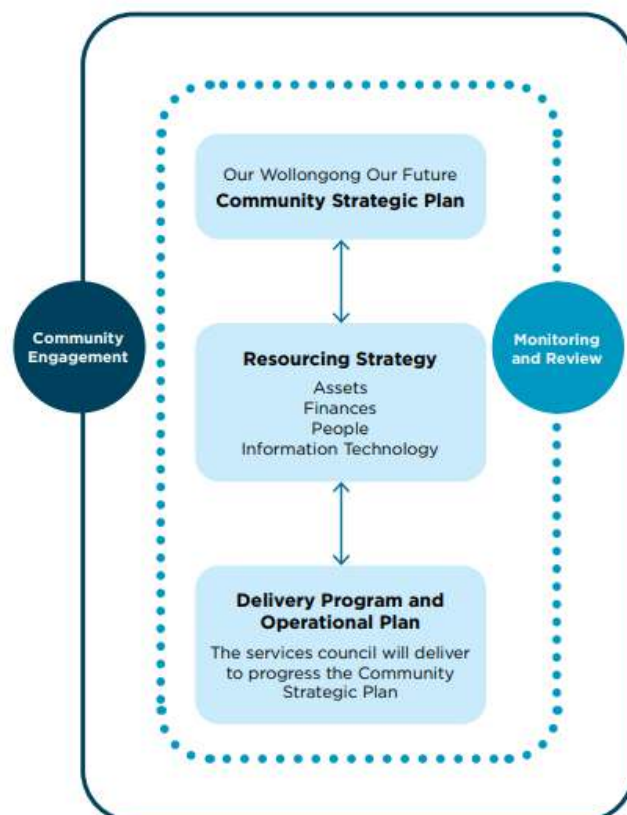 Our Wollongong Our Future
Community Strategic Plan
Community
Engagement
Resourcing Strategy
Assets
Finances
People
Information Technology
Monitoring
and Review
Delivery Program and
Operational Plan
The services council will deliver
to progress the Community
Strategic Plan